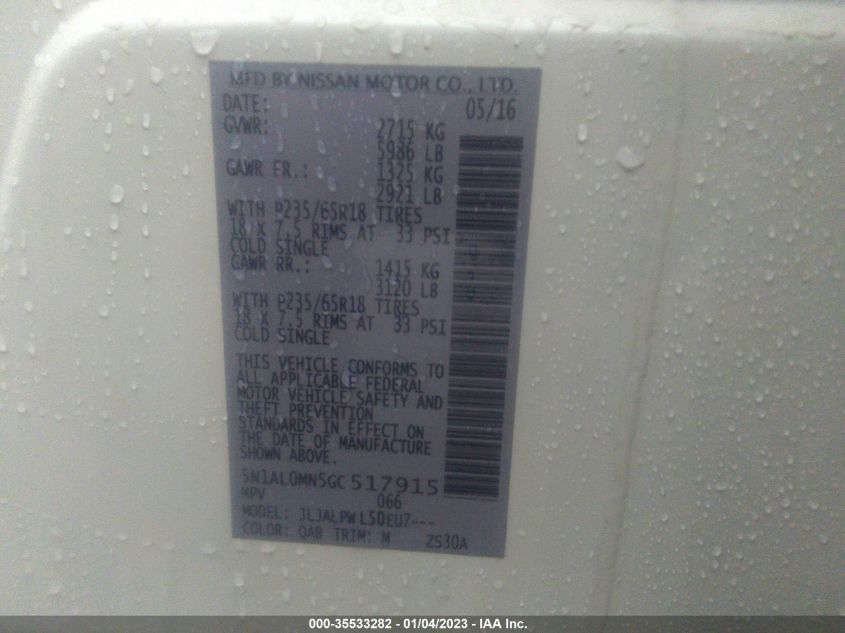 MFD BY NISSAN MOTOR CO., LTD.
DATE: 05/16
GVWR: 2715 KG
5986 LB
GAWR FR.: 1325 KG
2921 LB
WITH P235/65R18 TIRES
18 X 7.5 RIMS AT 33 PSI
COLD SINGLE
GAWR RR.: 1415 KG
3120 LB
WITH P235/65R18 TIRES
18 X 7.5 RIMS AT 33 PSI
COLD SINGLE
THIS VEHICLE CONFORMS TO
ALL APPLICABLE FEDERAL
MOTOR VEHICLE SAFETY AND
THEFT PREVENTION
STANDARDS IN EFFECT ON
THE DATE OF MANUFACTURE
SHOWN ABOVE.
5N1AL0MN5GC517915
MPV 066
MODEL: JLJALPWL50EU7---
COLOR: QAB TRIM: M ZS30A
000-35533282 - 01/04/2023 - IAA Inc.